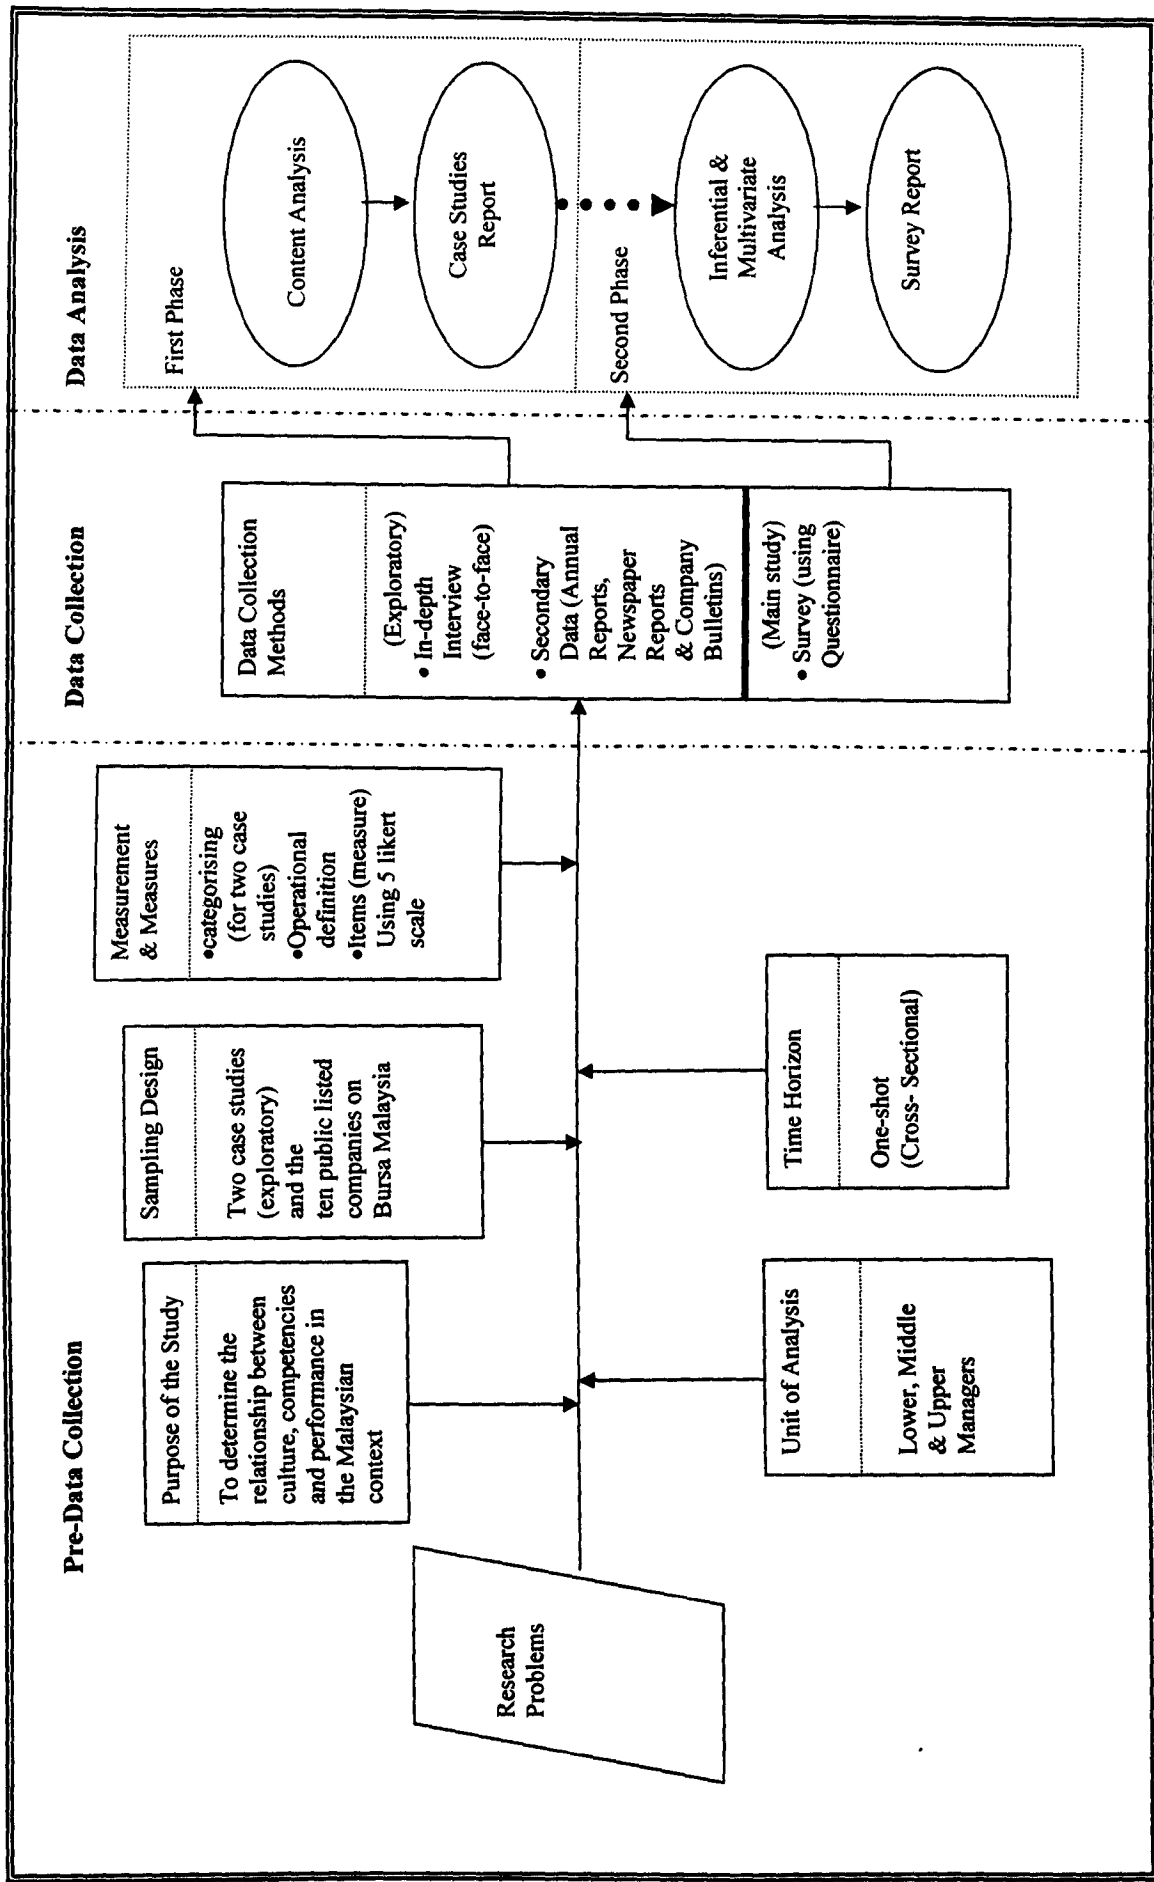 Pre-Data Collection
Data Collection
Data Analysis
Purpose of the Study
To determine the
relationship between
culture, competencies
and performance in
the Malaysian
context
Sampling Design
Two case studies
(exploratory)
and the
ten public listed
companies on
Bursa Malaysia
Measurement
& Measures
•categorising
(for two case
studies)
•Operational
definition
•Items (measure)
Using 5 likert
scale
Research
Problems
Unit of Analysis
Lower, Middle
& Upper
Managers
Time Horizon
One-shot
(Cross- Sectional)
Data Collection
Methods
(Exploratory)
• In-depth
Interview
(face-to-face)
• Secondary
Data (Annual
Reports,
Newspaper
Reports
& Company
Bulletins)
(Main study)
• Survey (using
Questionnaire)
First Phase
Content Analysis
Case Studies
Report
Second Phase
Inferential &
Multivariate
Analysis
Survey Report